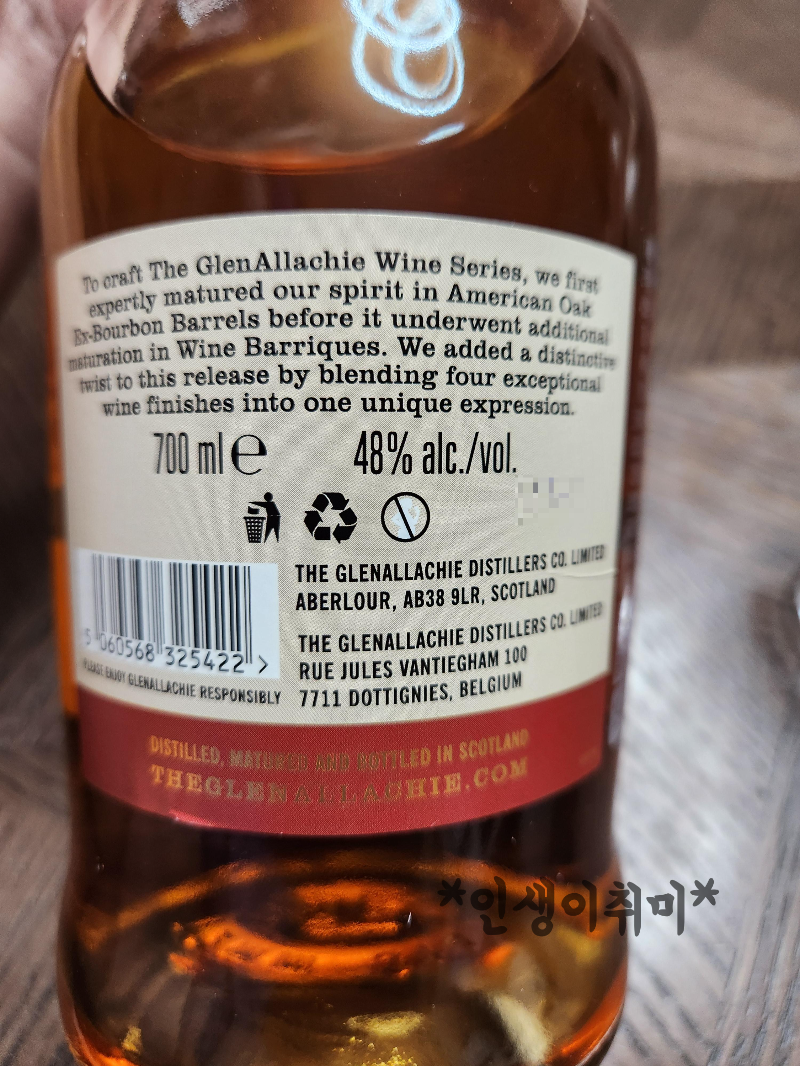 To craft The GlenAllachie Wine Series, we first
expertly matured our spirit in American Oak
Ex-Bourbon Barrels before it underwent additional
maturation in Wine Barriques. We added a distinctive
twist to this release by blending four exceptional
wine finishes into one unique expression.
700 ml e 48% alc./vol.
THE GLENALLACHIE DISTILLERS CO. LIMITED
ABERLOUR, AB38 9LR, SCOTLAND
THE GLENALLACHIE DISTILLERS CO. LIMITED
RUE JULES VANTIEGHAM 100
7711 DOTTIGNIES, BELGIUM
5 060568 325422 >
PLEASE ENJOY GLENALLACHIE RESPONSIBLY
DISTILLED, MATURED AND BOTTLED IN SCOTLAND
THEGLENALLACHIE.COM
*인생이취미*